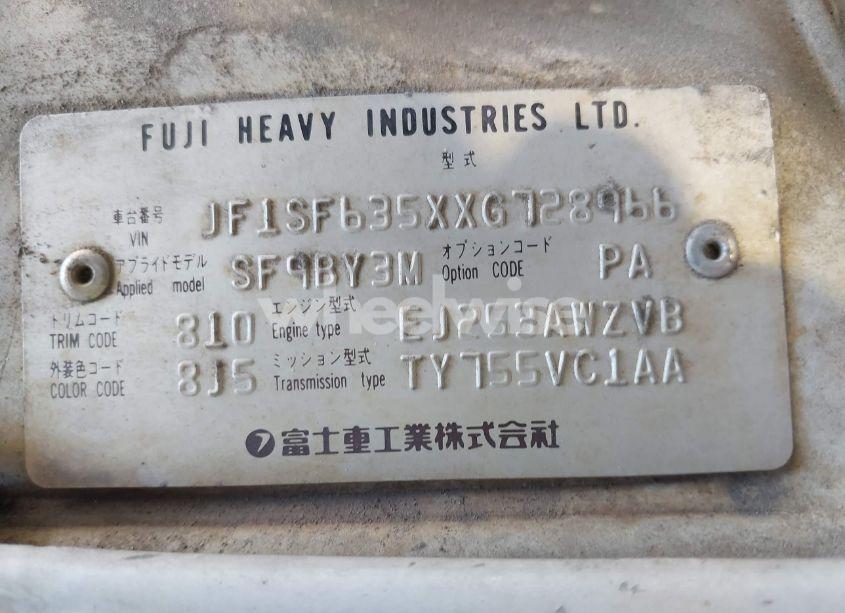 FUJI HEAVY INDUSTRIES LTD.
型式
車台番号 VIN JF1SF635XXG728966
アプライドモデル Applied model SF9BY3M オプションコード Option CODE PA
トリムコード TRIM CODE 810 エンジン型式 Engine type EJ253AWZVB
外装色コード COLOR CODE 8J5 ミッション型式 Transmission type TY755VC1AA
富士重工業株式会社
wheelwise